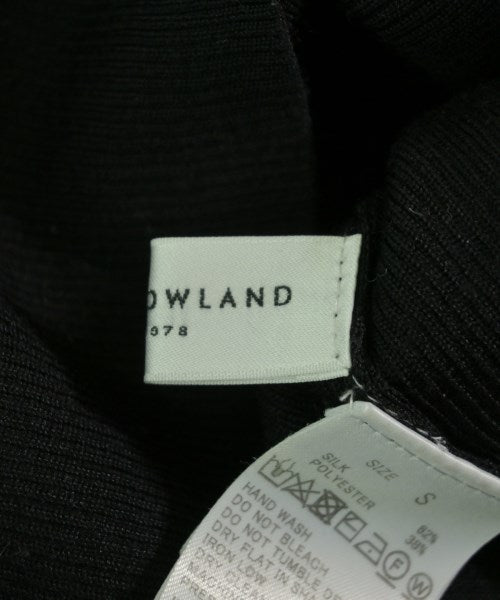 OWLAND
978
SIZE S
SILK 62%
POLYESTER 38%
HAND WASH
DO NOT BLEACH
DO NOT TUMBLE
DRY FLAT IN
IRON LOW
DRY